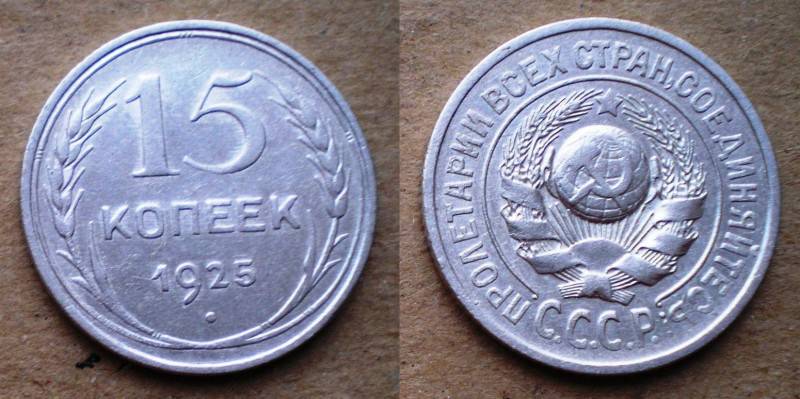 15
КОПЕЕК
1925
ПРОЛЕТАРИИ ВСЕХ СТРАН, СОЕДИНЯЙТЕСЬ:
С.С.С.Р.